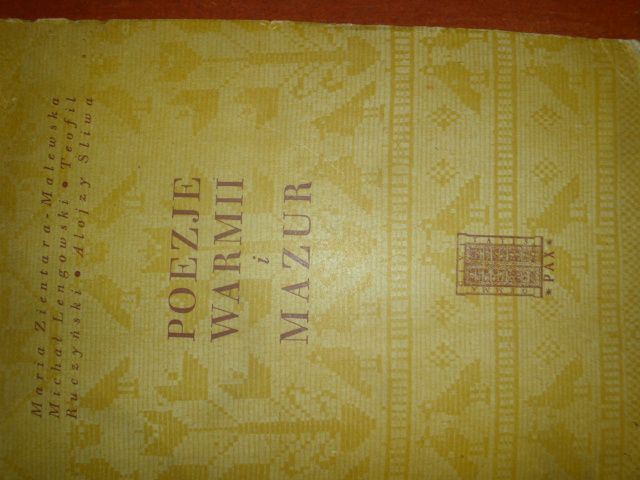 Maria Zientara-Malewska
Michał Lengowski • Teofil
Ruczyński • Alojzy Śliwa
POEZJE
WARMII
i
MAZUR
* PAX *